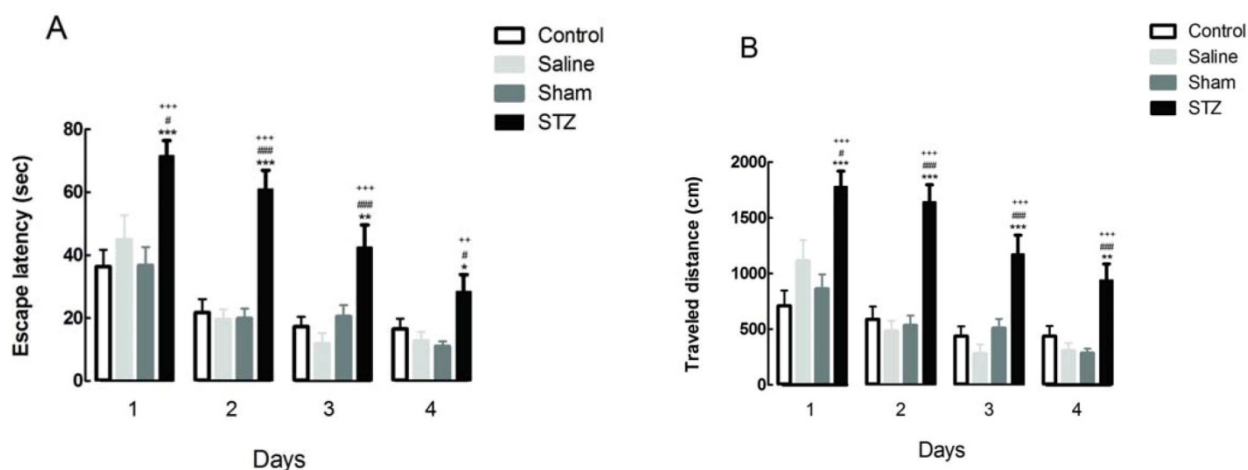 A
Control
Saline
Sham
STZ
Escape latency (sec)
80
60
40
20
0
+++
#
***
+++
###
***
+++
###
**
++
#
*
1 2 3 4
Days
B
Control
Saline
Sham
STZ
Traveled distance (cm)
2000
1500
1000
500
0
+++
#
***
+++
###
***
+++
###
***
+++
###
**
1 2 3 4
Days